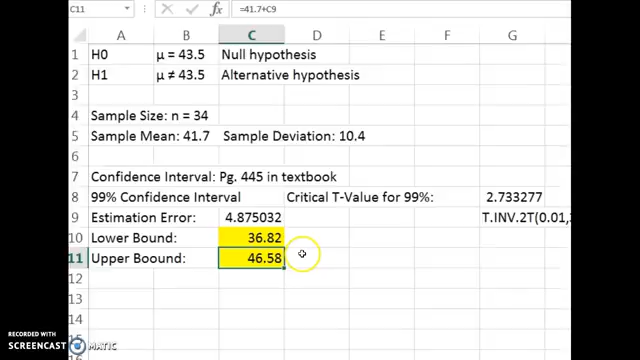 C11 =41.7+C9
A B C D E F G
1 H0 μ = 43.5 Null hypothesis
2 H1 μ ≠ 43.5 Alternative hypothesis
3
4 Sample Size: n = 34
5 Sample Mean: 41.7 Sample Deviation: 10.4
6
7 Confidence Interval: Pg. 445 in textbook
8 99% Confidence Interval Critical T-Value for 99%: 2.733277
9 Estimation Error: 4.875032 T.INV.2T(0.01,
10 Lower Bound: 36.82
11 Upper Boound: 46.58
12
13
14
15
RECORDED WITH
SCREENCAST MATIC